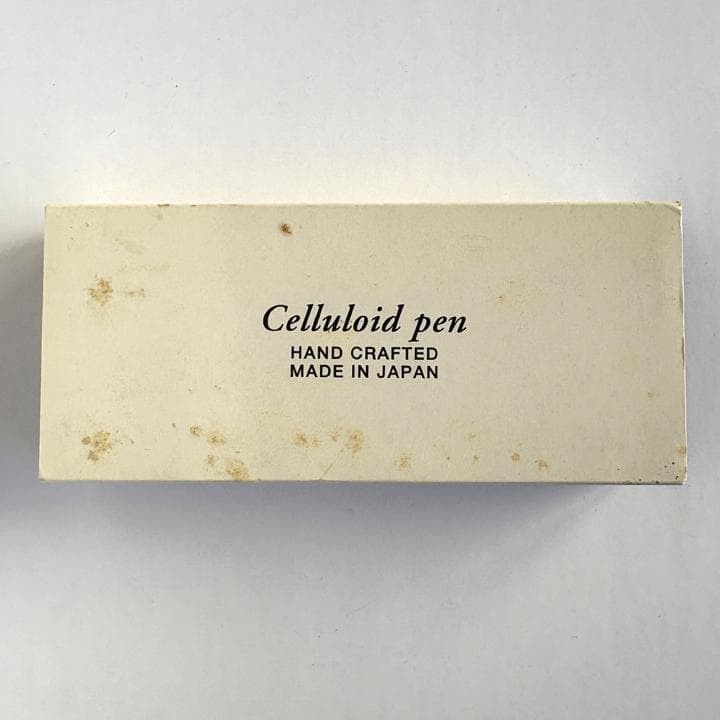 Celluloid pen
HAND CRAFTED
MADE IN JAPAN